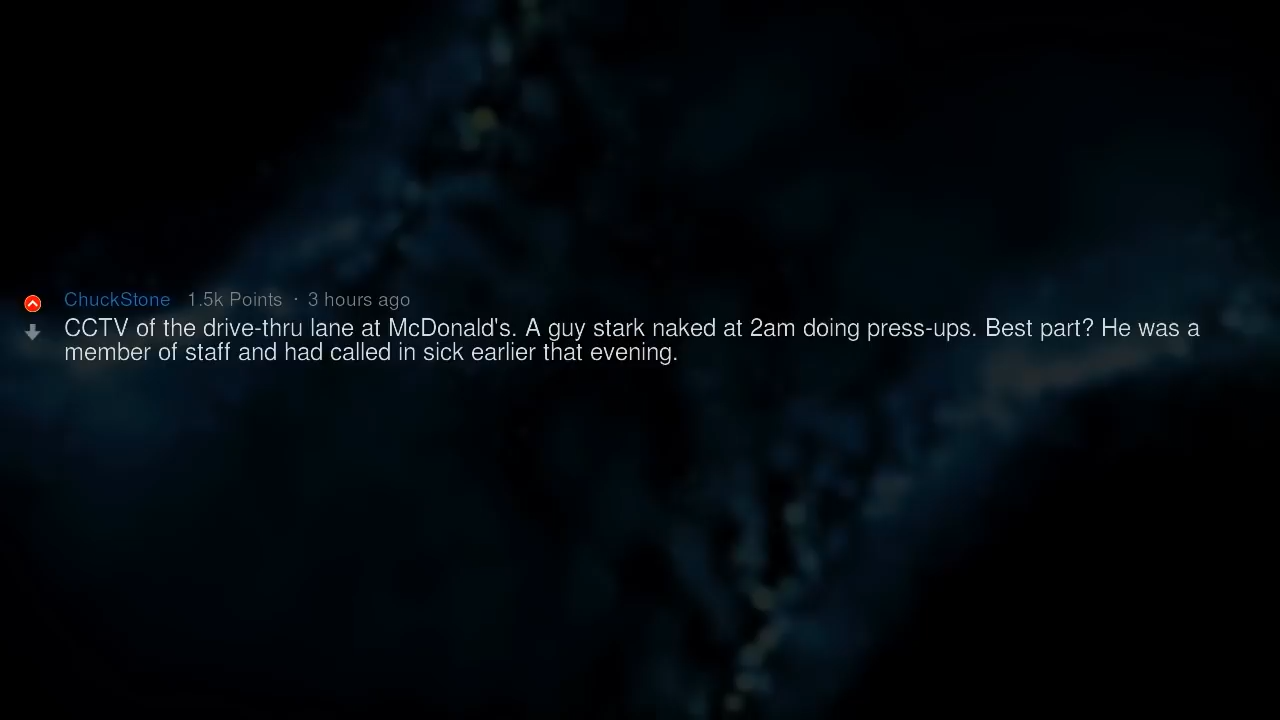 ChuckStone 1.5k Points · 3 hours ago
CCTV of the drive-thru lane at McDonald's. A guy stark naked at 2am doing press-ups. Best part? He was a
member of staff and had called in sick earlier that evening.